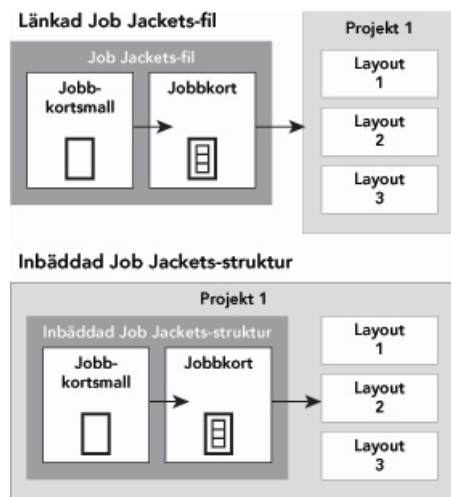 Länkad Job Jackets-fil
Projekt 1
Job Jackets-fil
Jobb-
kortsmall
Jobbkort
Layout
1
Layout
2
Layout
3
Inbäddad Job Jackets-struktur
Projekt 1
Inbäddad Job Jackets-struktur
Jobb-
kortsmall
Jobbkort
Layout
1
Layout
2
Layout
3